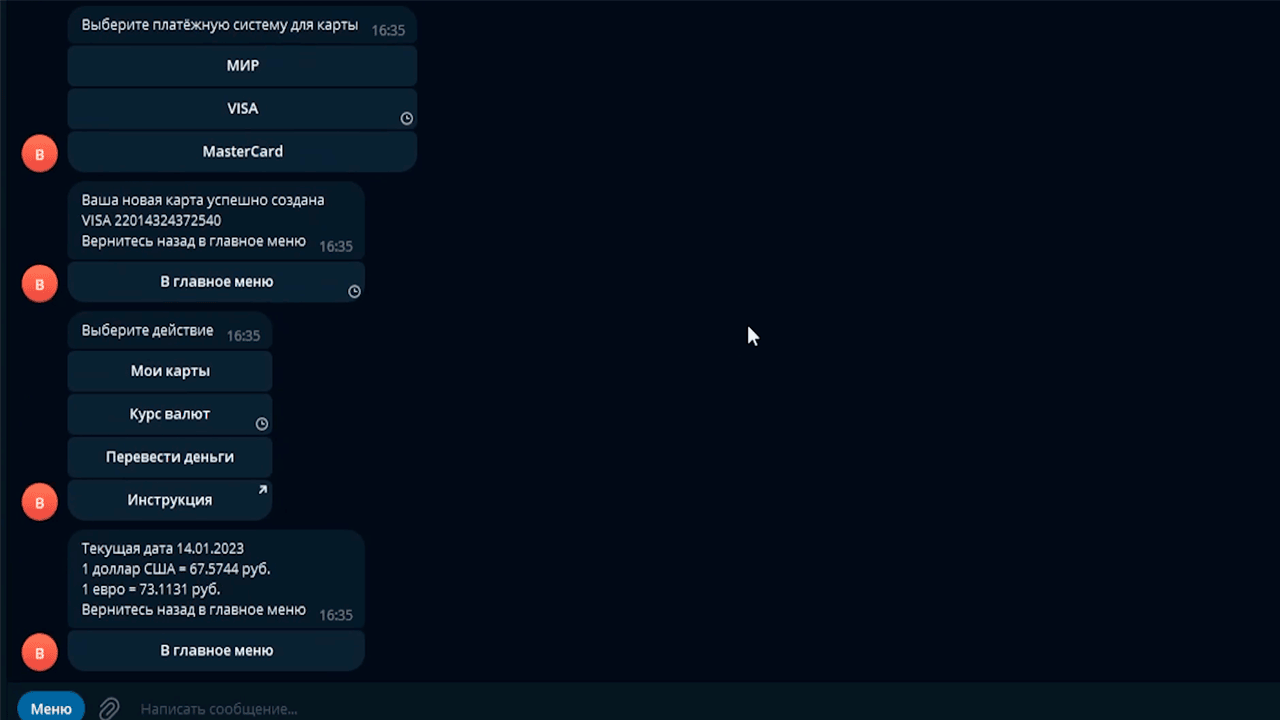 Выберите платёжную систему для карты 16:35
МИР
VISA
MasterCard
В
Ваша новая карта успешно создана
VISA 22014324372540
Вернитесь назад в главное меню 16:35
В главное меню
В
Выберите действие 16:35
Мои карты
Курс валют
Перевести деньги
Инструкция
В
Текущая дата 14.01.2023
1 доллар США = 67.5744 руб.
1 евро = 73.1131 руб.
Вернитесь назад в главное меню 16:35
В главное меню
В
Меню Написать сообщение...